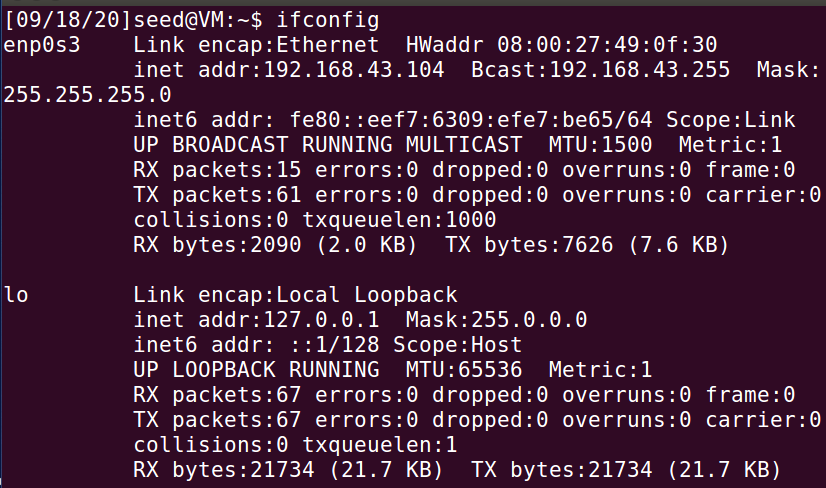 [09/18/20]seed@VM:~$ ifconfig
enp0s3    Link encap:Ethernet  HWaddr 08:00:27:49:0f:30
          inet addr:192.168.43.104  Bcast:192.168.43.255  Mask:
255.255.255.0
          inet6 addr: fe80::eef7:6309:efe7:be65/64 Scope:Link
          UP BROADCAST RUNNING MULTICAST  MTU:1500  Metric:1
          RX packets:15 errors:0 dropped:0 overruns:0 frame:0
          TX packets:61 errors:0 dropped:0 overruns:0 carrier:0
          collisions:0 txqueuelen:1000
          RX bytes:2090 (2.0 KB)  TX bytes:7626 (7.6 KB)

lo        Link encap:Local Loopback
          inet addr:127.0.0.1  Mask:255.0.0.0
          inet6 addr: ::1/128 Scope:Host
          UP LOOPBACK RUNNING  MTU:65536  Metric:1
          RX packets:67 errors:0 dropped:0 overruns:0 frame:0
          TX packets:67 errors:0 dropped:0 overruns:0 carrier:0
          collisions:0 txqueuelen:1
          RX bytes:21734 (21.7 KB)  TX bytes:21734 (21.7 KB)